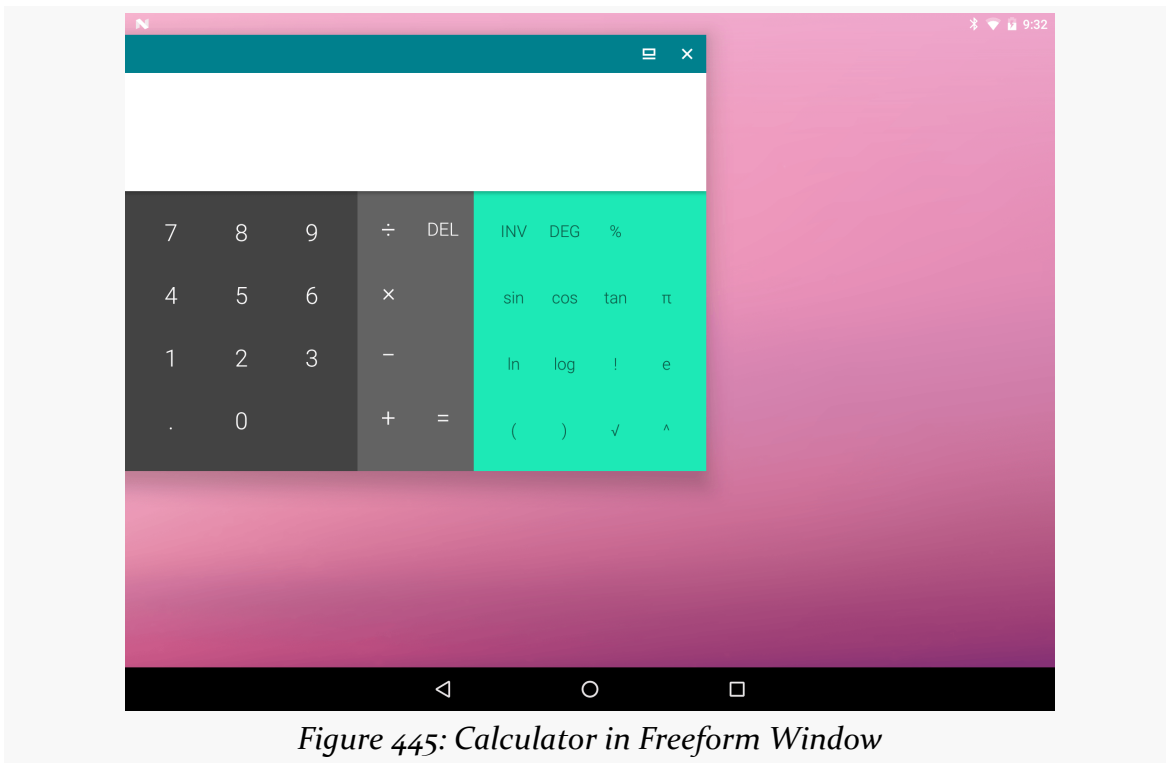 N 9:32
7 8 9 ÷ DEL INV DEG %
4 5 6 × sin cos tan π
1 2 3 − ln log ! e
. 0 + = ( ) √ ^
Figure 445: Calculator in Freeform Window